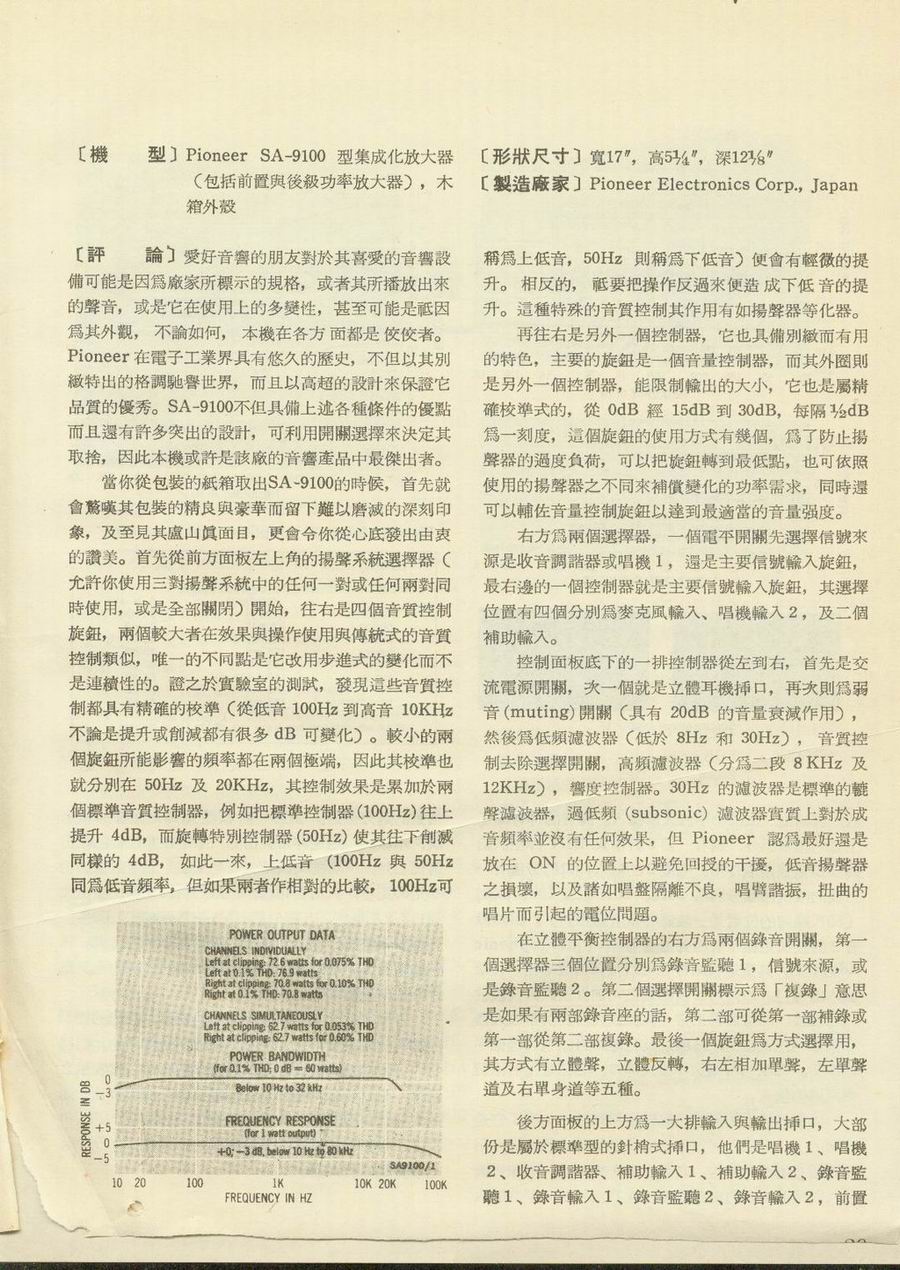 〔機　　型〕Pioneer SA-9100 型集成化放大器
（包括前置與後級功率放大器），木
箱外殼
〔評　　論〕愛好音響的朋友對於其喜愛的音響設
備可能是因爲廠家所標示的規格，或者其所播放出來
的聲音，或是它在使用上的多變性，甚至可能是祗因
爲其外觀， 不論如何， 本機在各方面都是佼佼者。
Pioneer 在電子工業界具有悠久的歷史，不但以其別
緻特出的格調馳譽世界，而且以高超的設計來保證它
品質的優秀。SA-9100不但具備上述各種條件的優點
而且還有許多突出的設計，可利用開關選擇來決定其
取捨，因此本機或許是該廠的音響產品中最傑出者。
當你從包裝的紙箱取出SA-9100的時候，首先就
會驚嘆其包裝的精良與豪華而留下難以磨滅的深刻印
象，及至見其盧山眞面目，更會令你從心底發出由衷
的讚美。首先從前方面板左上角的揚聲系統選擇器（
允許你使用三對揚聲系統中的任何一對或任何兩對同
時使用，或是全部關閉）開始，往右是四個音質控制
旋鈕，兩個較大者在效果與操作使用與傳統式的音質
控制類似，唯一的不同點是它改用步進式的變化而不
是連續性的。證之於實驗室的測試，發現這些音質控
制都具有精確的校準（從低音 100Hz 到高音 10KHz
不論是提升或削減都有很多 dB 可變化）。較小的兩
個旋鈕所能影響的頻率都在兩個極端，因此其校準也
就分別在 50Hz 及 20KHz，其控制效果是累加於兩
個標準音質控制器，例如把標準控制器(100Hz)往上
提升 4dB，而旋轉特別控制器(50Hz)使其往下削減
同樣的 4dB， 如此一來，上低音 (100Hz 與 50Hz
同爲低音頻率，但如果兩者作相對的比較， 100Hz可
POWER OUTPUT DATA
CHANNELS INDIVIDUALLY
Left at clipping: 72.6 watts for 0.075% THD
Left at 0.1% THD: 76.9 watts
Right at clipping: 70.8 watts for 0.10% THD
Right at 0.1% THD: 70.8 watts
CHANNELS SIMULTANEOUSLY
Left at clipping: 62.7 watts for 0.053% THD
Right at clipping: 62.7 watts for 0.60% THD
POWER BANDWIDTH
(for 0.1% THD; 0 dB = 60 watts)
0
-3
Below 10 Hz to 32 kHz
RESPONSE IN DB
FREQUENCY RESPONSE
(for 1 watt output)
+5
0
-5
+0, -3 dB, below 10 Hz to 80 kHz
SA9100/1
10 20 100 1K 10K 20K 100K
FREQUENCY IN HZ
〔形狀尺寸〕寬17″，高5¼″，深12⅛″
〔製造廠家〕Pioneer Electronics Corp., Japan
稱爲上低音，50Hz 則稱爲下低音）便會有輕微的提
升。 相反的， 祗要把操作反過來便造成下低音的提
升。這種特殊的音質控制其作用有如揚聲器等化器。
再往右是另外一個控制器，它也具備別緻而有用
的特色，主要的旋鈕是一個音量控制器，而其外圈則
是另外一個控制器，能限制輸出的大小，它也是屬精
確校準式的，從 0dB 經 15dB 到 30dB，每隔½dB
爲一刻度，這個旋鈕的使用方式有幾個，爲了防止揚
聲器的過度負荷，可以把旋鈕轉到最低點，也可依照
使用的揚聲器之不同來補償變化的功率需求，同時還
可以輔佐音量控制旋鈕以達到最適當的音量强度。
右方爲兩個選擇器，一個電平開關先選擇信號來
源是收音調諧器或唱機 1 ，還是主要信號輸入旋鈕，
最右邊的一個控制器就是主要信號輸入旋鈕，其選擇
位置有四個分別爲麥克風輸入、唱機輸入 2 ，及二個
補助輸入。
控制面板底下的一排控制器從左到右，首先是交
流電源開關，次一個就是立體耳機揷口，再次則爲弱
音 (muting) 開關（具有 20dB 的音量衰減作用），
然後爲低頻濾波器（低於 8Hz 和 30Hz）， 音質控
制去除選擇開關，高頻濾波器（分爲二段 8 KHz 及
12KHz），響度控制器。30Hz 的濾波器是標準的轆
聲濾波器，過低頻 (subsonic) 濾波器實質上對於成
音頻率並沒有任何效果，但 Pioneer 認爲最好還是
放在 ON 的位置上以避免回授的干擾，低音揚聲器
之損壞，以及諸如唱盤隔離不良，唱臂諧振，扭曲的
唱片而引起的電位問題。
在立體平衡控制器的右方爲兩個錄音開關，第一
個選擇器三個位置分別爲錄音監聽 1 ，信號來源，或
是錄音監聽 2 。第二個選擇開關標示爲「複錄」意思
是如果有兩部錄音座的話，第二部可從第一部補錄或
第一部從第二部複錄。最後一個旋鈕爲方式選擇用，
其方式有立體聲，立體反轉，右左相加單聲，左單聲
道及右單身道等五種。
後方面板的上方爲一大排輸入與輸出揷口，大部
份是屬於標準型的針梢式揷口，他們是唱機 1 、唱機
2 、收音調諧器、補助輸入 1 、補助輸入 2 、錄音監
聽 1 、錄音輸入 1 、錄音監聽 2 、錄音輸入 2 ，前置